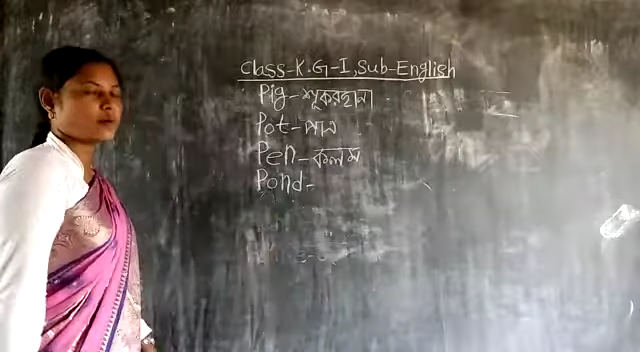 Class-K.G-I, Sub-English
Pig-শূকরছানা
Pot-পাত্র
Pen-কলম
Pond-